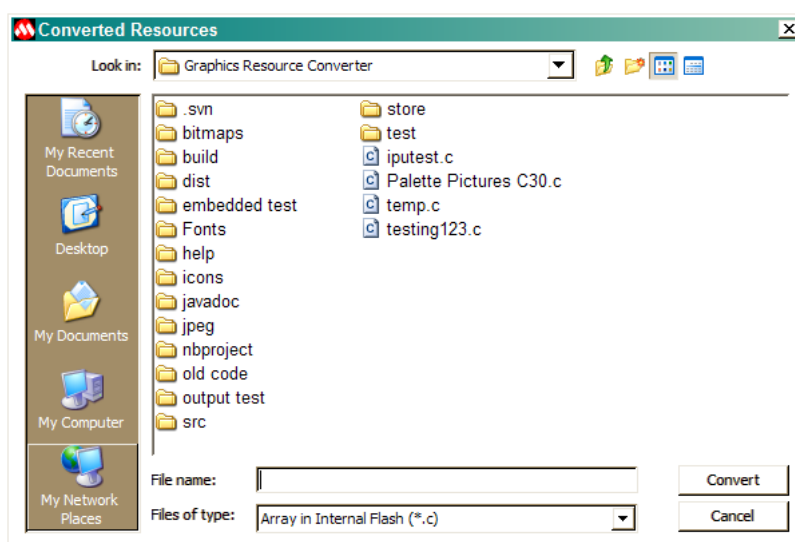 Converted Resources
Look in: Graphics Resource Converter
My Recent
Documents
Desktop
My Documents
My Computer
My Network
Places
.svn
bitmaps
build
dist
embedded test
Fonts
help
icons
javadoc
jpeg
nbproject
old code
output test
src
store
test
iputest.c
Palette Pictures C30.c
temp.c
testing123.c
File name:
Convert
Files of type: Array in Internal Flash (*.c)
Cancel